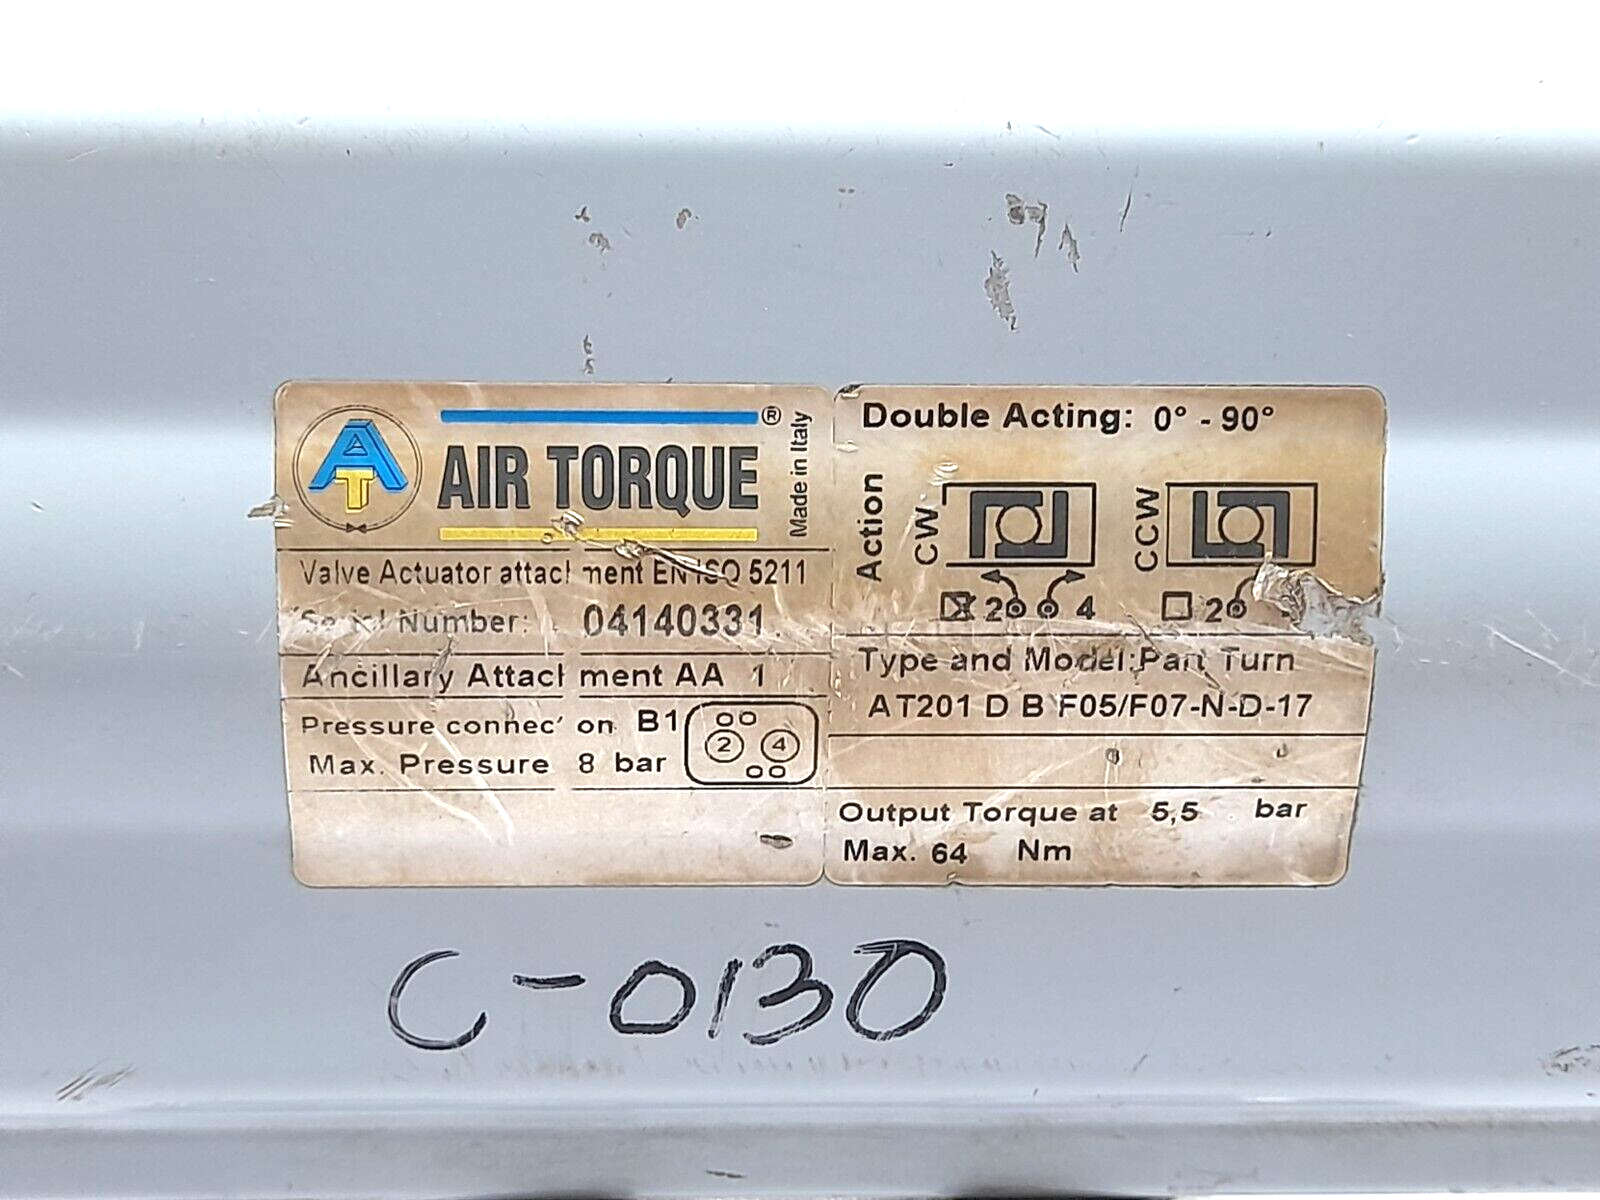 AT
AIR TORQUE ®
Made in Italy
Valve Actuator attachment EN ISO 5211
Serial Number: 04140331
Ancillary Attachment AA 1
Pressure connection B1
2 4
Max. Pressure 8 bar
Double Acting: 0° - 90°
Action
CW
CCW
2 4
2
Type and Model: Part Turn
AT201 D B F05/F07-N-D-17
Output Torque at 5,5 bar
Max. 64 Nm
C-0130